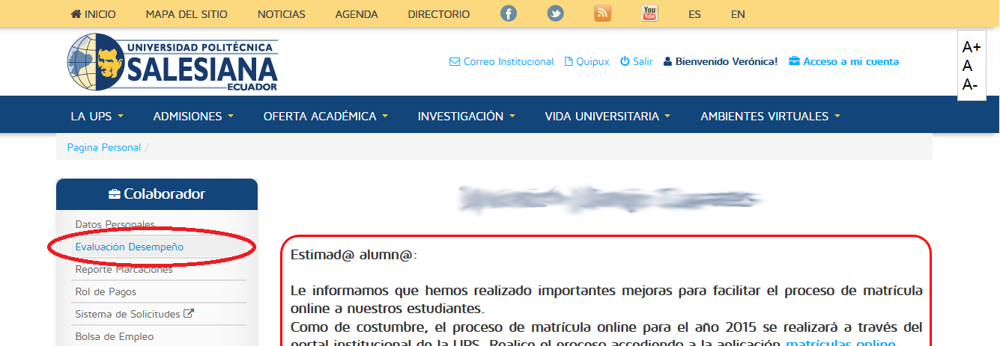 INICIO MAPA DEL SITIO NOTICIAS AGENDA DIRECTORIO f You Tube ES EN
UNIVERSIDAD POLITÉCNICA
SALESIANA
ECUADOR
Correo Institucional Quipux Salir Bienvenido Verónica! Acceso a mi cuenta
A+
A
A-
LA UPS ADMISIONES OFERTA ACADÉMICA INVESTIGACIÓN VIDA UNIVERSITARIA AMBIENTES VIRTUALES
Pagina Personal /
Colaborador
Datos Personales
Evaluación Desempeño
Reporte Marcaciones
Rol de Pagos
Sistema de Solicitudes
Bolsa de Empleo
Estimad@ alumn@:
Le informamos que hemos realizado importantes mejoras para facilitar el proceso de matrícula
online a nuestros estudiantes.
Como de costumbre, el proceso de matrícula online para el año 2015 se realizará a través del
portal institucional de la UPS. Realice el proceso accediendo a la aplicación matrículas online